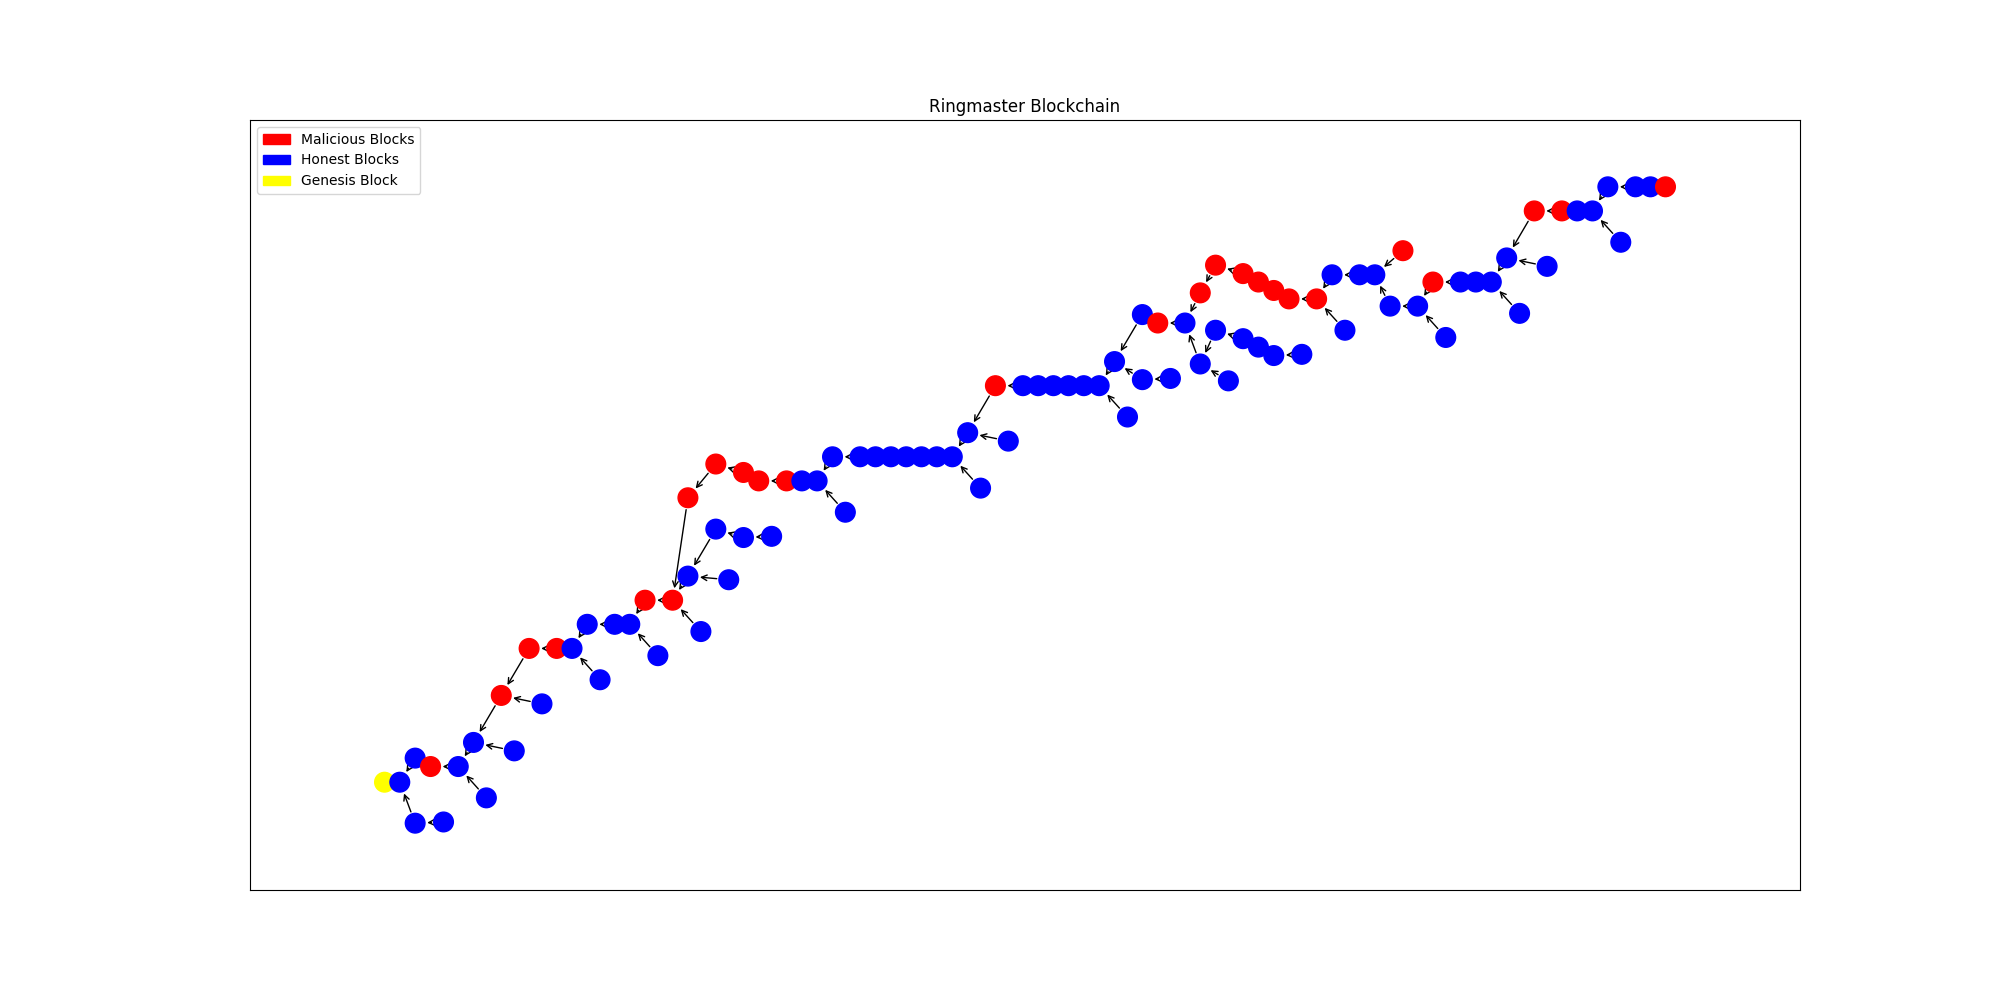 Ringmaster Blockchain
Malicious Blocks
Honest Blocks
Genesis Block